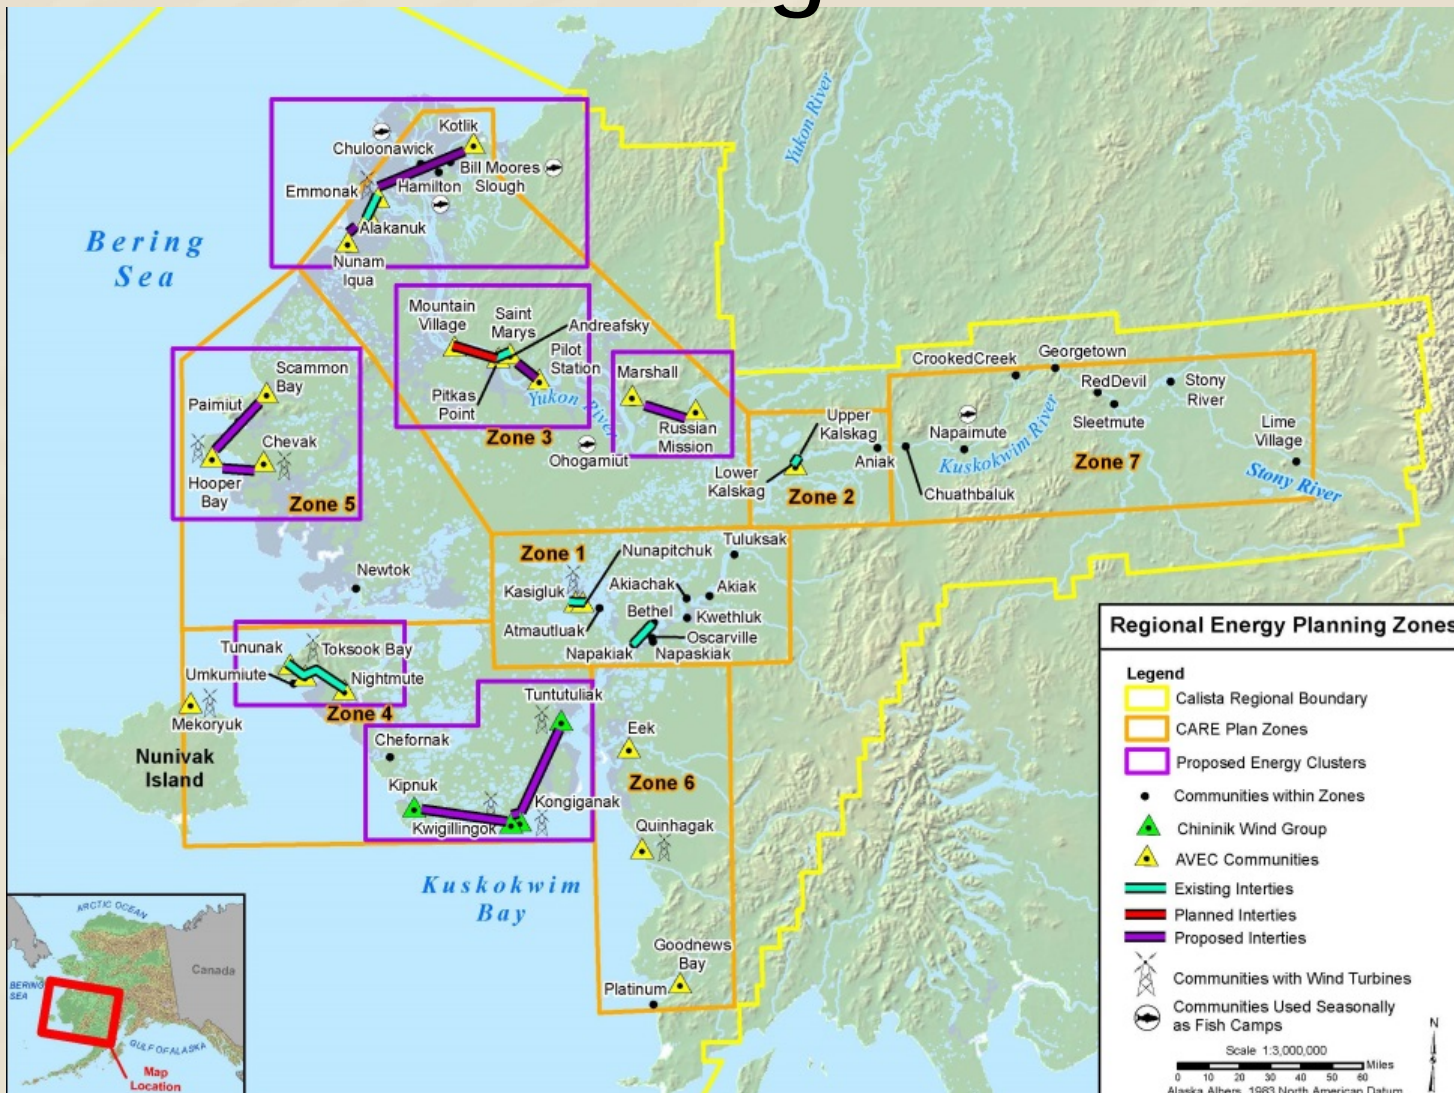 g
Yukon River
Kotlik
Chuloonawick
Bill Moores
Slough
Hamilton
Emmonak
Alakanuk
Nunam
Iqua
Bering
Sea
Mountain
Village
Saint
Marys
Andreafsky
Pilot
Station
Pitkas
Point
Yukon River
Zone 3
Ohogamiut
Marshall
Russian
Mission
Scammon
Bay
Paimiut
Chevak
Hooper
Bay
Zone 5
CrookedCreek
Georgetown
RedDevil
Stony
River
Sleetmute
Lime
Village
Upper
Kalskag
Napaimute
Aniak
Kuskokwim River
Zone 7
Stony River
Lower
Kalskag
Zone 2
Chuathbaluk
Newtok
Zone 1
Nunapitchuk
Tuluksak
Kasigluk
Akiachak
Akiak
Bethel
Kwethluk
Atmautluak
Oscarville
Napakiak
Napaskiak
Tununak
Toksook Bay
Umkumiute
Nightmute
Zone 4
Mekoryuk
Nunivak
Island
Tuntutuliak
Chefornak
Kipnuk
Kongiganak
Kwigillingok
Eek
Zone 6
Quinhagak
Kuskokwim
Bay
Goodnews
Bay
Platinum
ARCTIC OCEAN
Canada
BERING
SEA
GULF OF ALASKA
Map
Location
Regional Energy Planning Zones
Legend
Calista Regional Boundary
CARE Plan Zones
Proposed Energy Clusters
Communities within Zones
Chininik Wind Group
AVEC Communities
Existing Interties
Planned Interties
Proposed Interties
Communities with Wind Turbines
Communities Used Seasonally
as Fish Camps
N
Scale 1:3,000,000
Miles
0 10 20 30 40 50 60
Alaska Albers, 1983 North American Datum